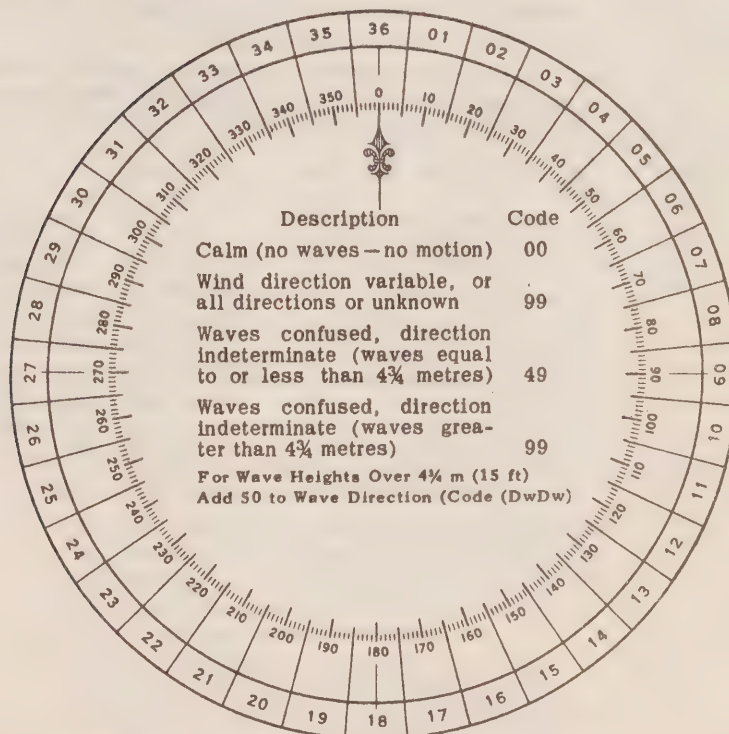 36 01 02 03 04 05 06 07 08 09 10 11 12 13 14 15 16 17 18 19 20 21 22 23 24 25 26 27 28 29 30 31 32 33 34 35
0 10 20 30 40 50 60 70 80 90 100 110 120 130 140 150 160 170 180 190 200 210 220 230 240 250 260 270 280 290 300 310 320 330 340 350
Description Code
Calm (no waves—no motion) 00
Wind direction variable, or
all directions or unknown 99
Waves confused, direction
indeterminate (waves equal
to or less than 4¾ metres) 49
Waves confused, direction
indeterminate (waves grea-
ter than 4¾ metres) 99
For Wave Heights Over 4¾ m (15 ft)
Add 50 to Wave Direction (Code (DwDw)